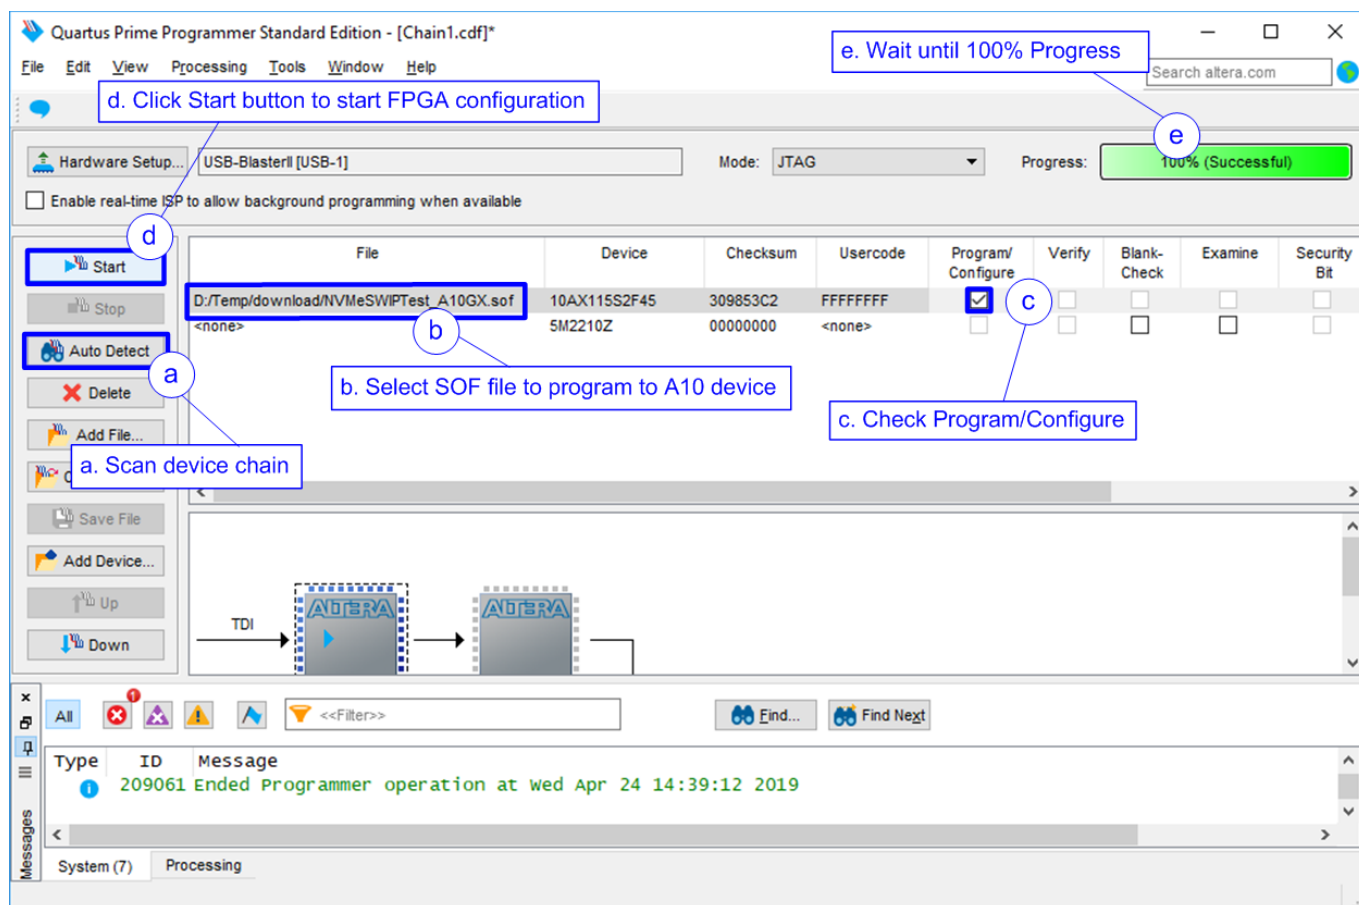 Quartus Prime Programmer Standard Edition - [Chain1.cdf]*
File Edit View Processing Tools Window Help
e. Wait until 100% Progress
Search altera.com
d. Click Start button to start FPGA configuration
e
Hardware Setup... USB-BlasterII [USB-1] Mode: JTAG Progress: 100% (Successful)
Enable real-time ISP to allow background programming when available
d
File Device Checksum Usercode Program/ Configure Verify Blank- Check Examine Security Bit
Start
D:/Temp/download/NVMeSWIPTest_A10GX.sof 10AX115S2F45 309853C2 FFFFFFFF
c
Stop
<none> 5M2210Z 00000000 <none>
b
Auto Detect
a
b. Select SOF file to program to A10 device
Delete
c. Check Program/Configure
Add File...
a. Scan device chain
Save File
Add Device...
Up
TDI
ALTERA ALTERA
Down
All 1 <<Filter>> Find... Find Next
Type ID Message
209061 Ended Programmer operation at Wed Apr 24 14:39:12 2019
Messages
System (7) Processing